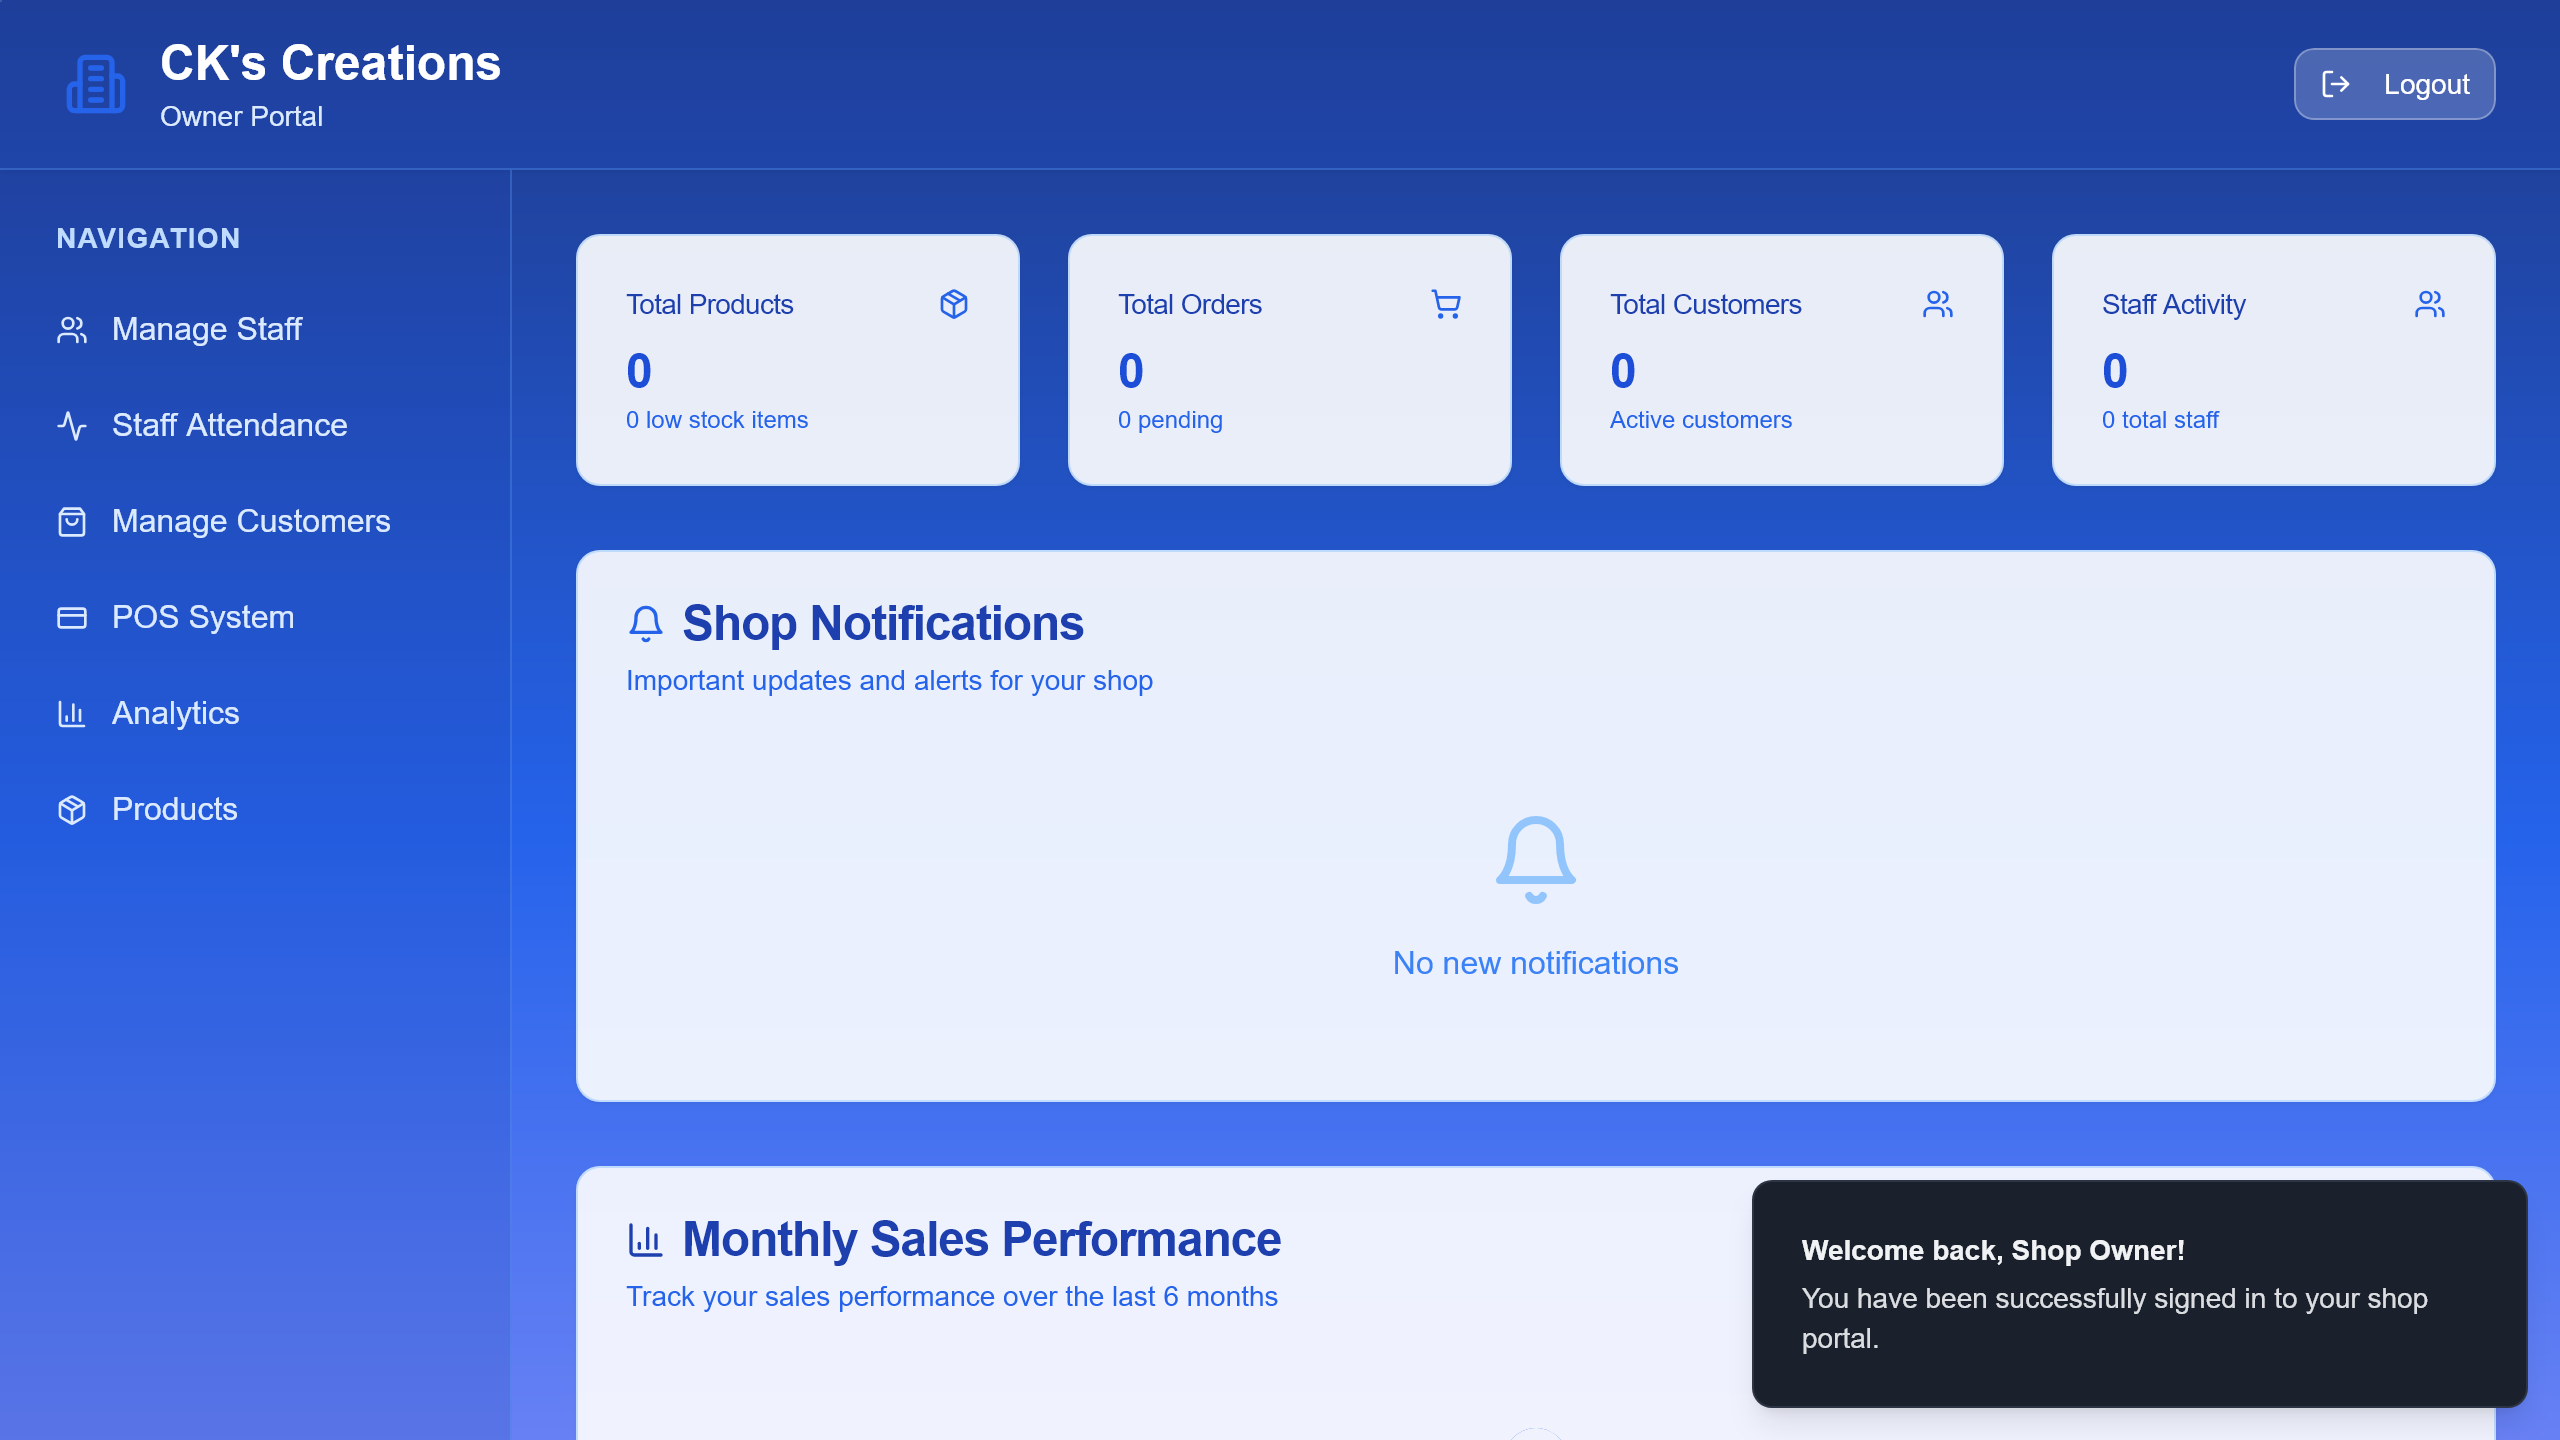 CK's Creations
Owner Portal
Logout
NAVIGATION
Manage Staff
Staff Attendance
Manage Customers
POS System
Analytics
Products
Total Products
0
0 low stock items
Total Orders
0
0 pending
Total Customers
0
Active customers
Staff Activity
0
0 total staff
Shop Notifications
Important updates and alerts for your shop
No new notifications
Monthly Sales Performance
Track your sales performance over the last 6 months
Welcome back, Shop Owner!
You have been successfully signed in to your shop
portal.